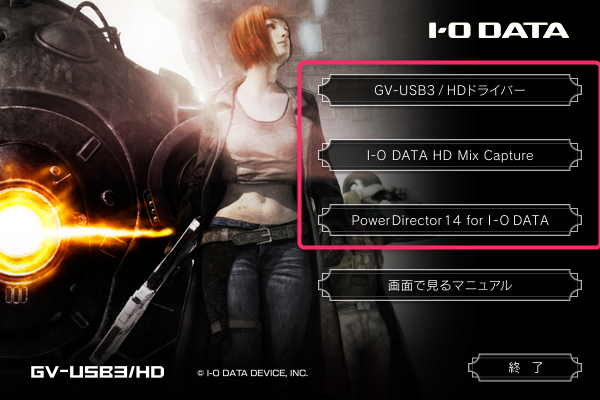 I-O DATA
GV-USB3 / HDドライバー
I-O DATA HD Mix Capture
PowerDirector 14 for I-O DATA
画面で見るマニュアル
GV-USB3/HD
© I-O DATA DEVICE, INC.
終 了